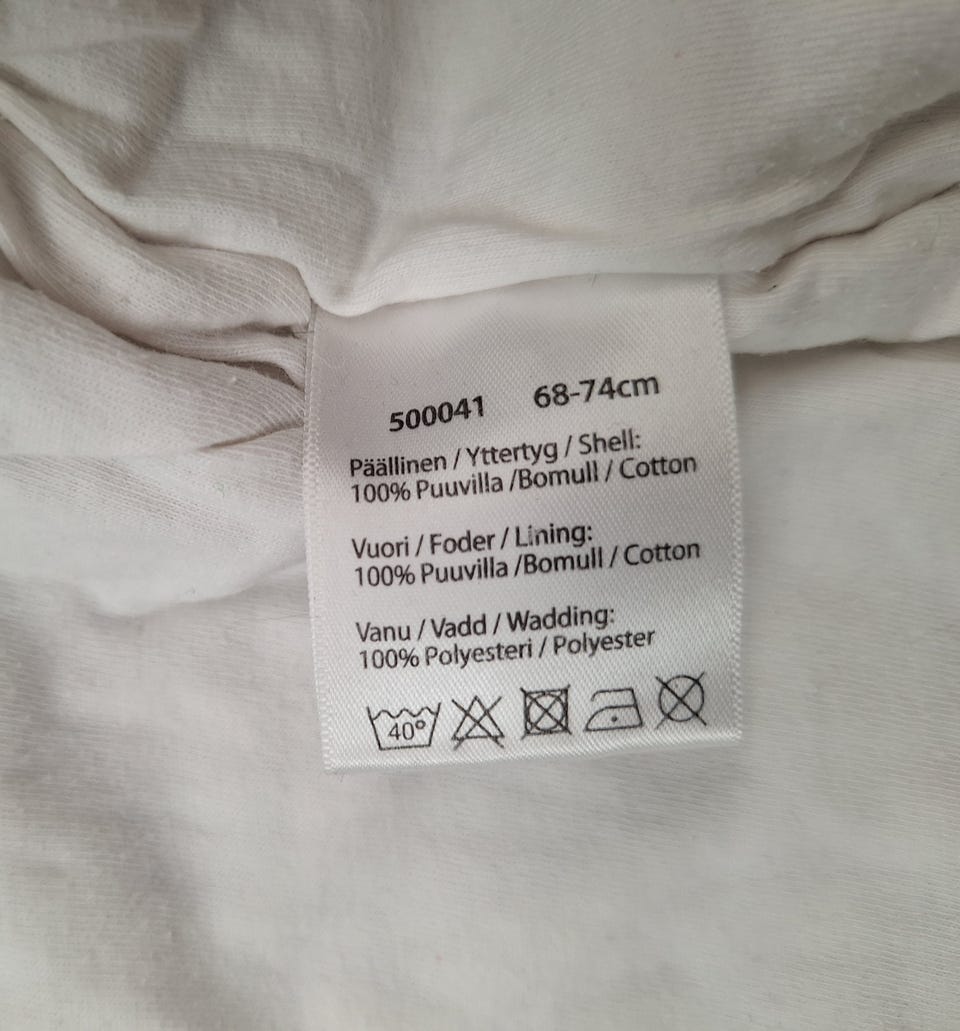 500041 68-74cm
Päällinen / Yttertyg / Shell:
100% Puuvilla /Bomull / Cotton
Vuori / Foder / Lining:
100% Puuvilla /Bomull / Cotton
Vanu / Vadd / Wadding:
100% Polyesteri / Polyester
40°